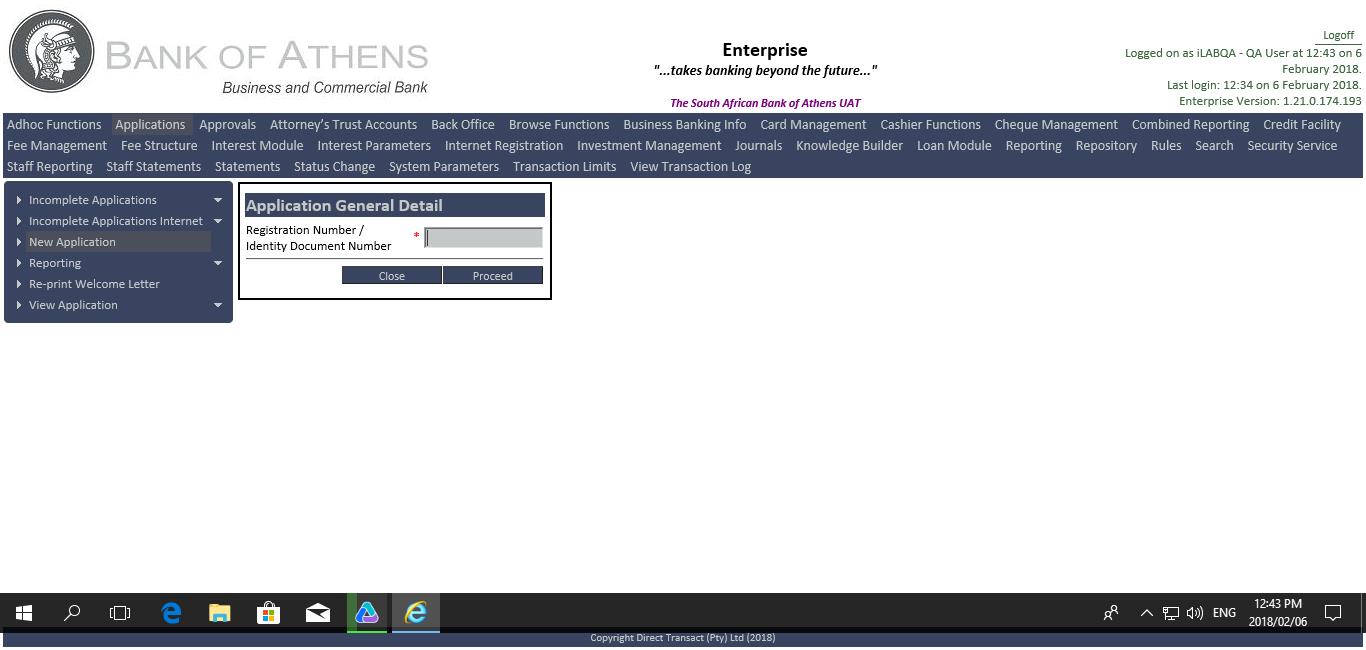 BANK OF ATHENS
Business and Commercial Bank
Enterprise
"...takes banking beyond the future..."
The South African Bank of Athens UAT
Logoff
Logged on as iLABQA - QA User at 12:43 on 6
February 2018.
Last login: 12:34 on 6 February 2018.
Enterprise Version: 1.21.0.174.193
Adhoc Functions Applications Approvals Attorney's Trust Accounts Back Office Browse Functions Business Banking Info Card Management Cashier Functions Cheque Management Combined Reporting Credit Facility
Fee Management Fee Structure Interest Module Interest Parameters Internet Registration Investment Management Journals Knowledge Builder Loan Module Reporting Repository Rules Search Security Service
Staff Reporting Staff Statements Statements Status Change System Parameters Transaction Limits View Transaction Log
Incomplete Applications
Incomplete Applications Internet
New Application
Reporting
Re-print Welcome Letter
View Application
Application General Detail
Registration Number /
Identity Document Number *
Close Proceed
ENG
12:43 PM
2018/02/06
Copyright Direct Transact (Pty) Ltd (2018)